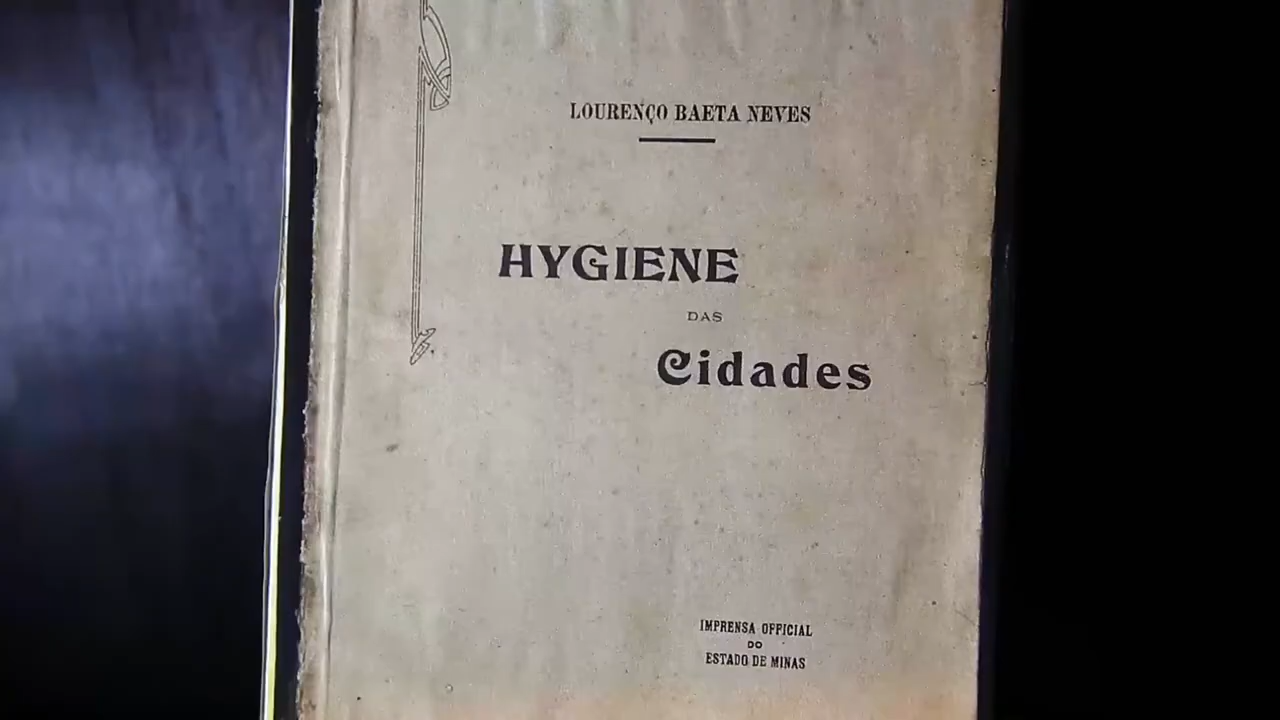 LOURENÇO BAETA NEVES
HYGIENE
DAS
Cidades
IMPRENSA OFFICIAL
DO
ESTADO DE MINAS